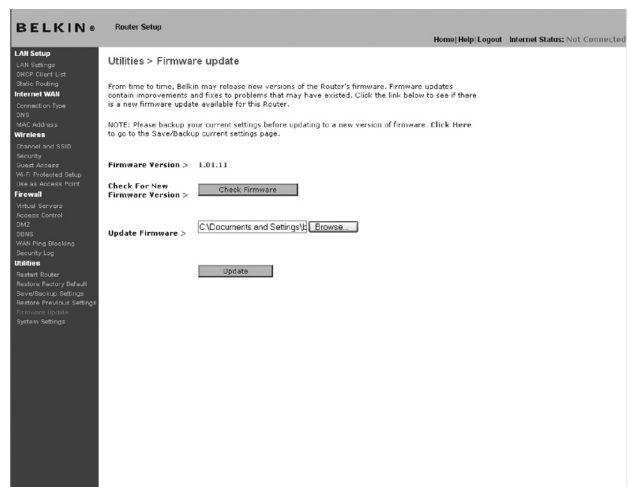 BELKIN®
Router Setup
Home|Help|Logout Internet Status: Not Connected
LAN Setup
LAN Settings
DHCP Client List
Static Routing
Internet WAN
Connection Type
DNS
MAC Address
Wireless
Channel and SSID
Security
Guest Access
Wi-Fi Protected Setup
Use as Access Point
Firewall
Virtual Servers
Access Control
DMZ
DDNS
WAN Ping Blocking
Security Log
Utilities
Restart Router
Restore Factory Default
Save/Backup Settings
Restore Previous Settings
Firmware Update
System Settings
Utilities > Firmware update
From time to time, Belkin may release new versions of the Router's firmware. Firmware updates
contain improvements and fixes to problems that may have existed. Click the link below to see if there
is a new firmware update available for this Router.
NOTE: Please backup your current settings before updating to a new version of firmware. Click Here
to go to the Save/Backup current settings page.
Firmware Version > 1.01.11
Check For New
Firmware Version > Check Firmware
Update Firmware > C:\Documents and Settings\b Browse...
Update